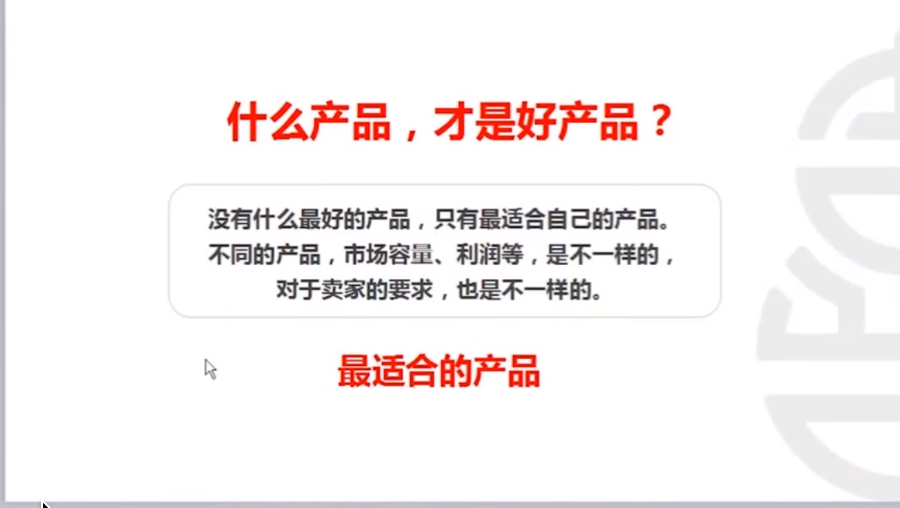 什么产品，才是好产品？
没有什么最好的产品，只有最适合自己的产品。
不同的产品，市场容量、利润等，是不一样的，
对于卖家的要求，也是不一样的。
最适合的产品